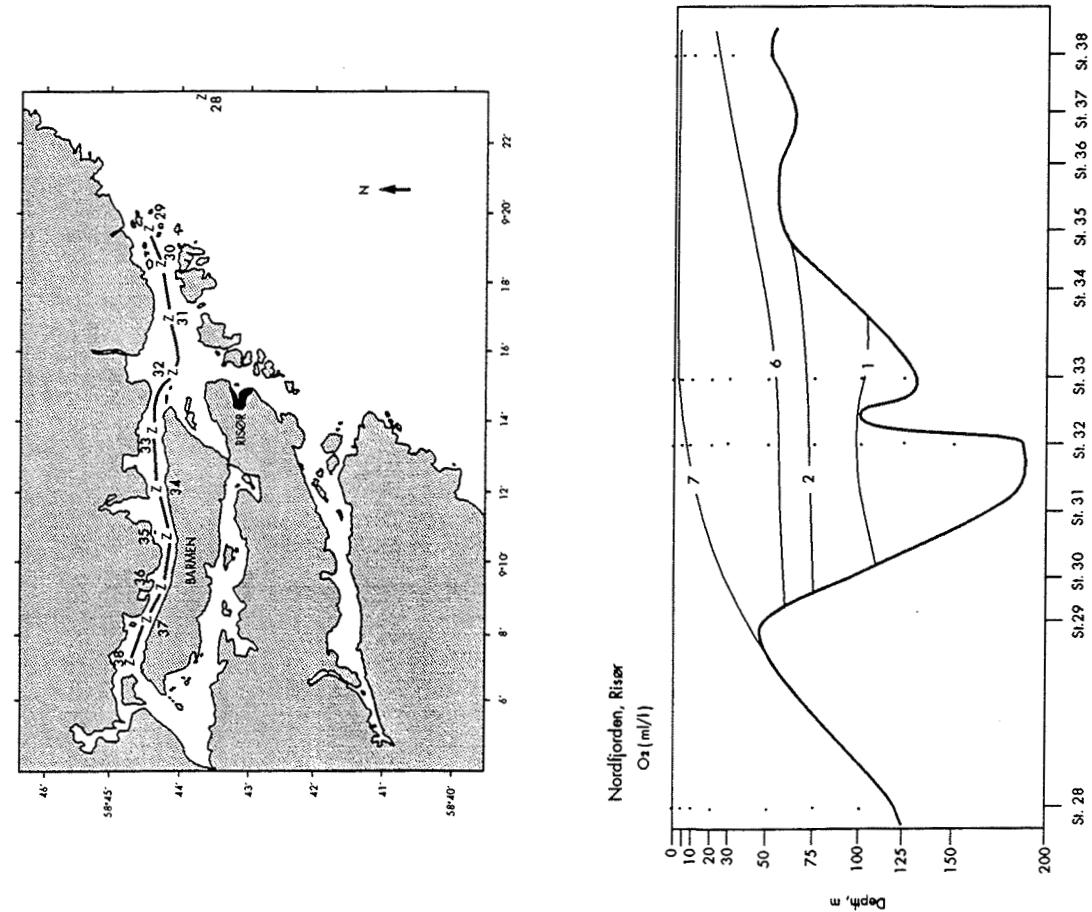 46'
58°45'
44'
43'
42'
41'
58°40'
6'
8'
9°10'
12'
14'
16'
18'
9°20'
22'
N
BARMEN
RISØR
Z 28
Z 29
Z 30
Z 31
Z 32
Z 33
Z 34
Z 35
Z 36
Z 37
Z 38
Nordfjorden, Risør
O₂ (ml/l)
Depth, m
0
10
20
30
50
75
100
125
150
200
7
6
2
1
St. 28
St. 29
St. 30
St. 31
St. 32
St. 33
St. 34
St. 35
St. 36
St. 37
St. 38